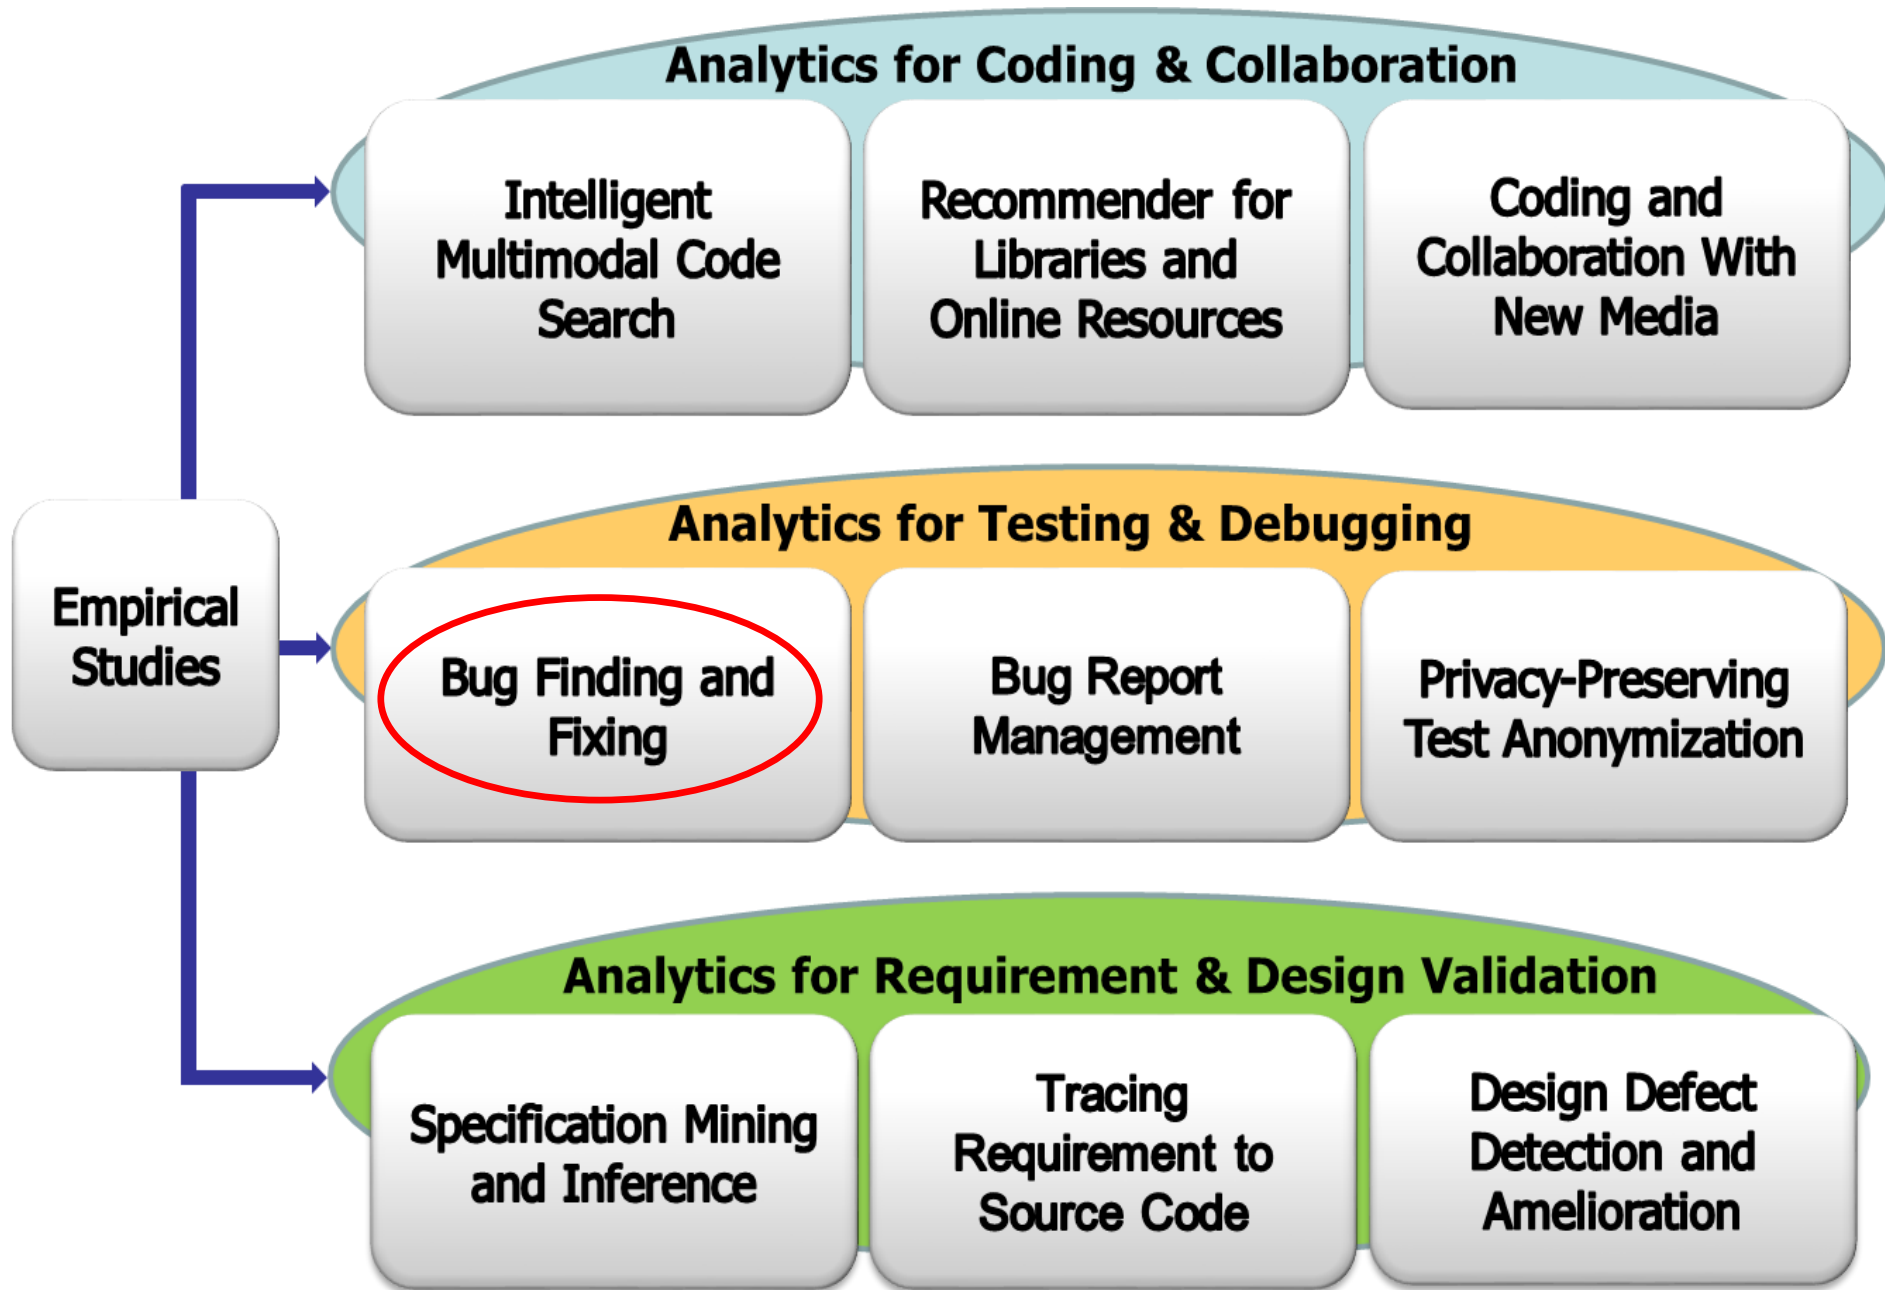 Analytics for Coding & Collaboration
Intelligent
Multimodal Code
Search
Recommender for
Libraries and
Online Resources
Coding and
Collaboration With
New Media
Empirical
Studies
Analytics for Testing & Debugging
Bug Finding and
Fixing
Bug Report
Management
Privacy-Preserving
Test Anonymization
Analytics for Requirement & Design Validation
Specification Mining
and Inference
Tracing
Requirement to
Source Code
Design Defect
Detection and
Amelioration